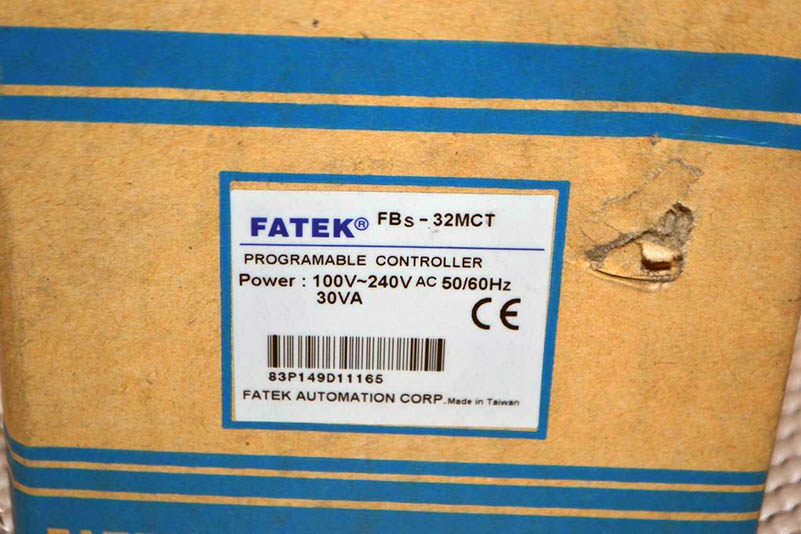 FATEK® FBs-32MCT
PROGRAMABLE CONTROLLER
Power : 100V~240V AC 50/60Hz
30VA
CE
83P149D11165
FATEK AUTOMATION CORP. Made in Taiwan